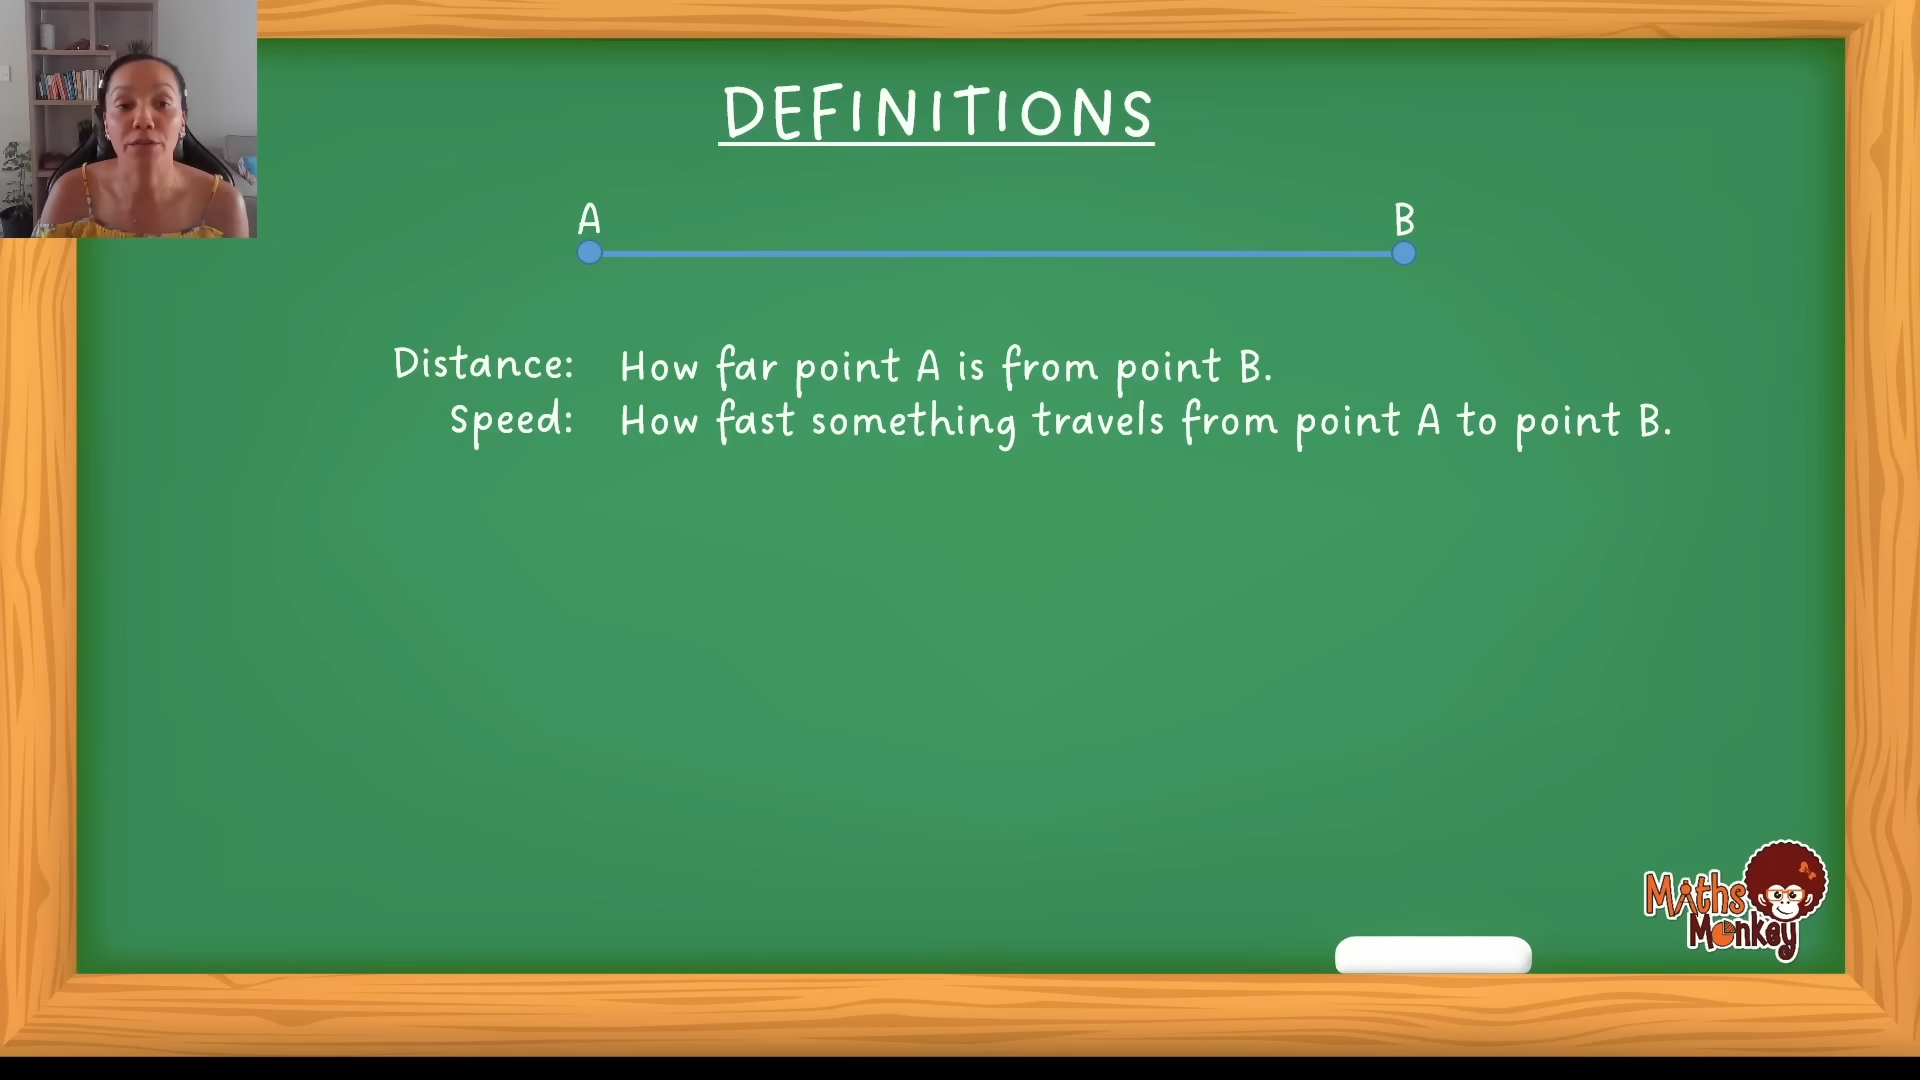 DEFINITIONS
A B
Distance: How far point A is from point B.
Speed: How fast something travels from point A to point B.
Maths
Monkey